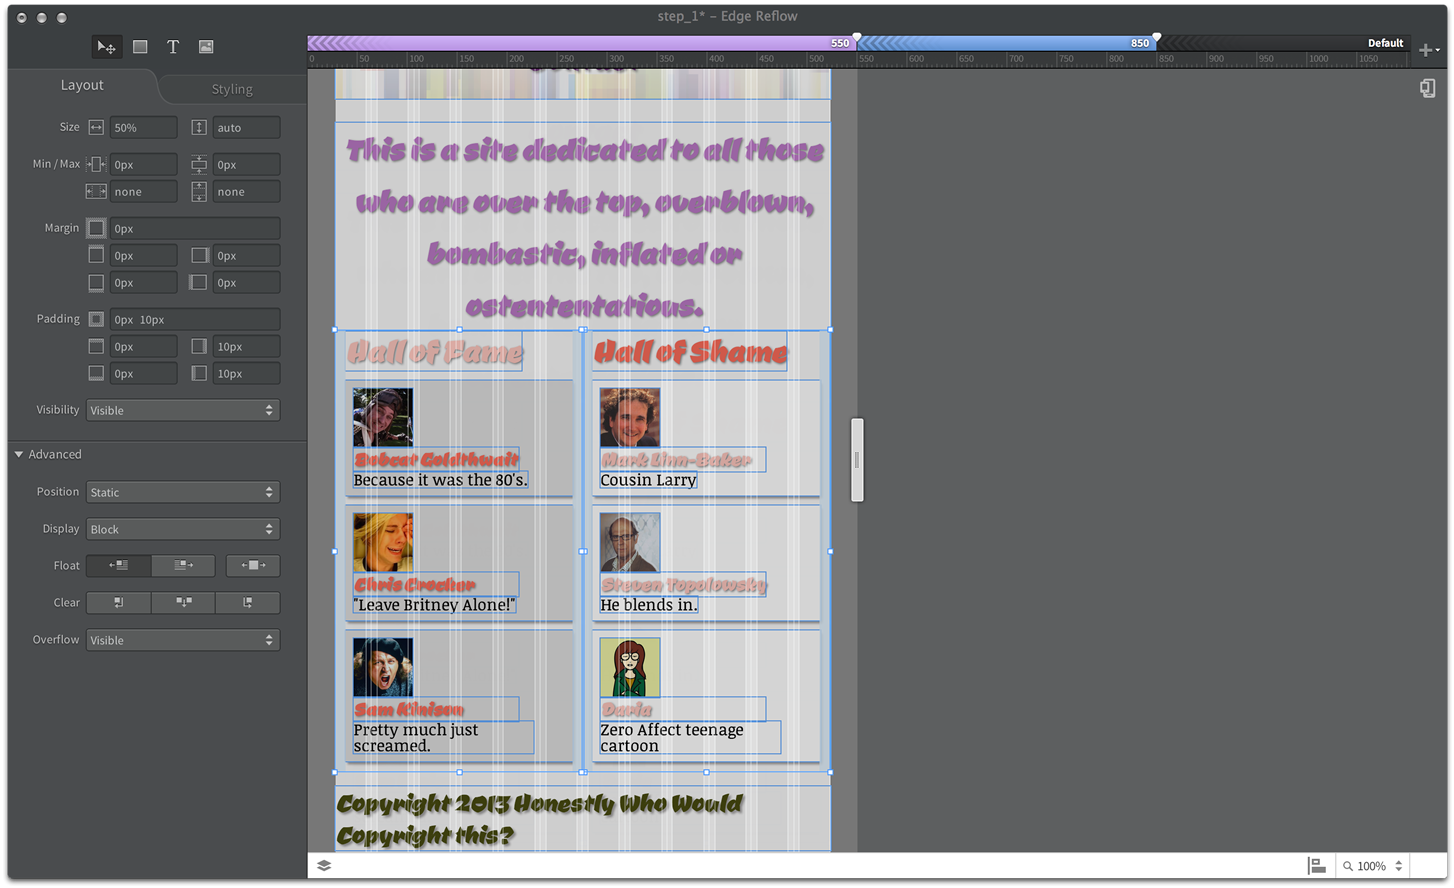 step_1* – Edge Reflow
550
850
Default
0 50 100 150 200 250 300 350 400 450 500 550 600 650 700 750 800 850 900 950 1000 1050
Layout
Styling
Size 50% auto
Min / Max 0px 0px
none none
Margin 0px
0px 0px
0px 0px
Padding 0px 10px
0px 10px
0px 10px
Visibility Visible
Advanced
Position Static
Display Block
Float
Clear
Overflow Visible
This is a site dedicated to all those
who are over the top, overblown,
bombastic, inflated or
ostententatious.
Hall of Fame
Bobcat Goldthwait
Because it was the 80's.
Chris Crocker
"Leave Britney Alone!"
Sam Kinison
Pretty much just
screamed.
Hall of Shame
Mark Linn-Baker
Cousin Larry
Steven Topolowsky
He blends in.
Daria
Zero Affect teenage
cartoon
Copyright 2013 Honestly Who Would
Copyright this?
100%